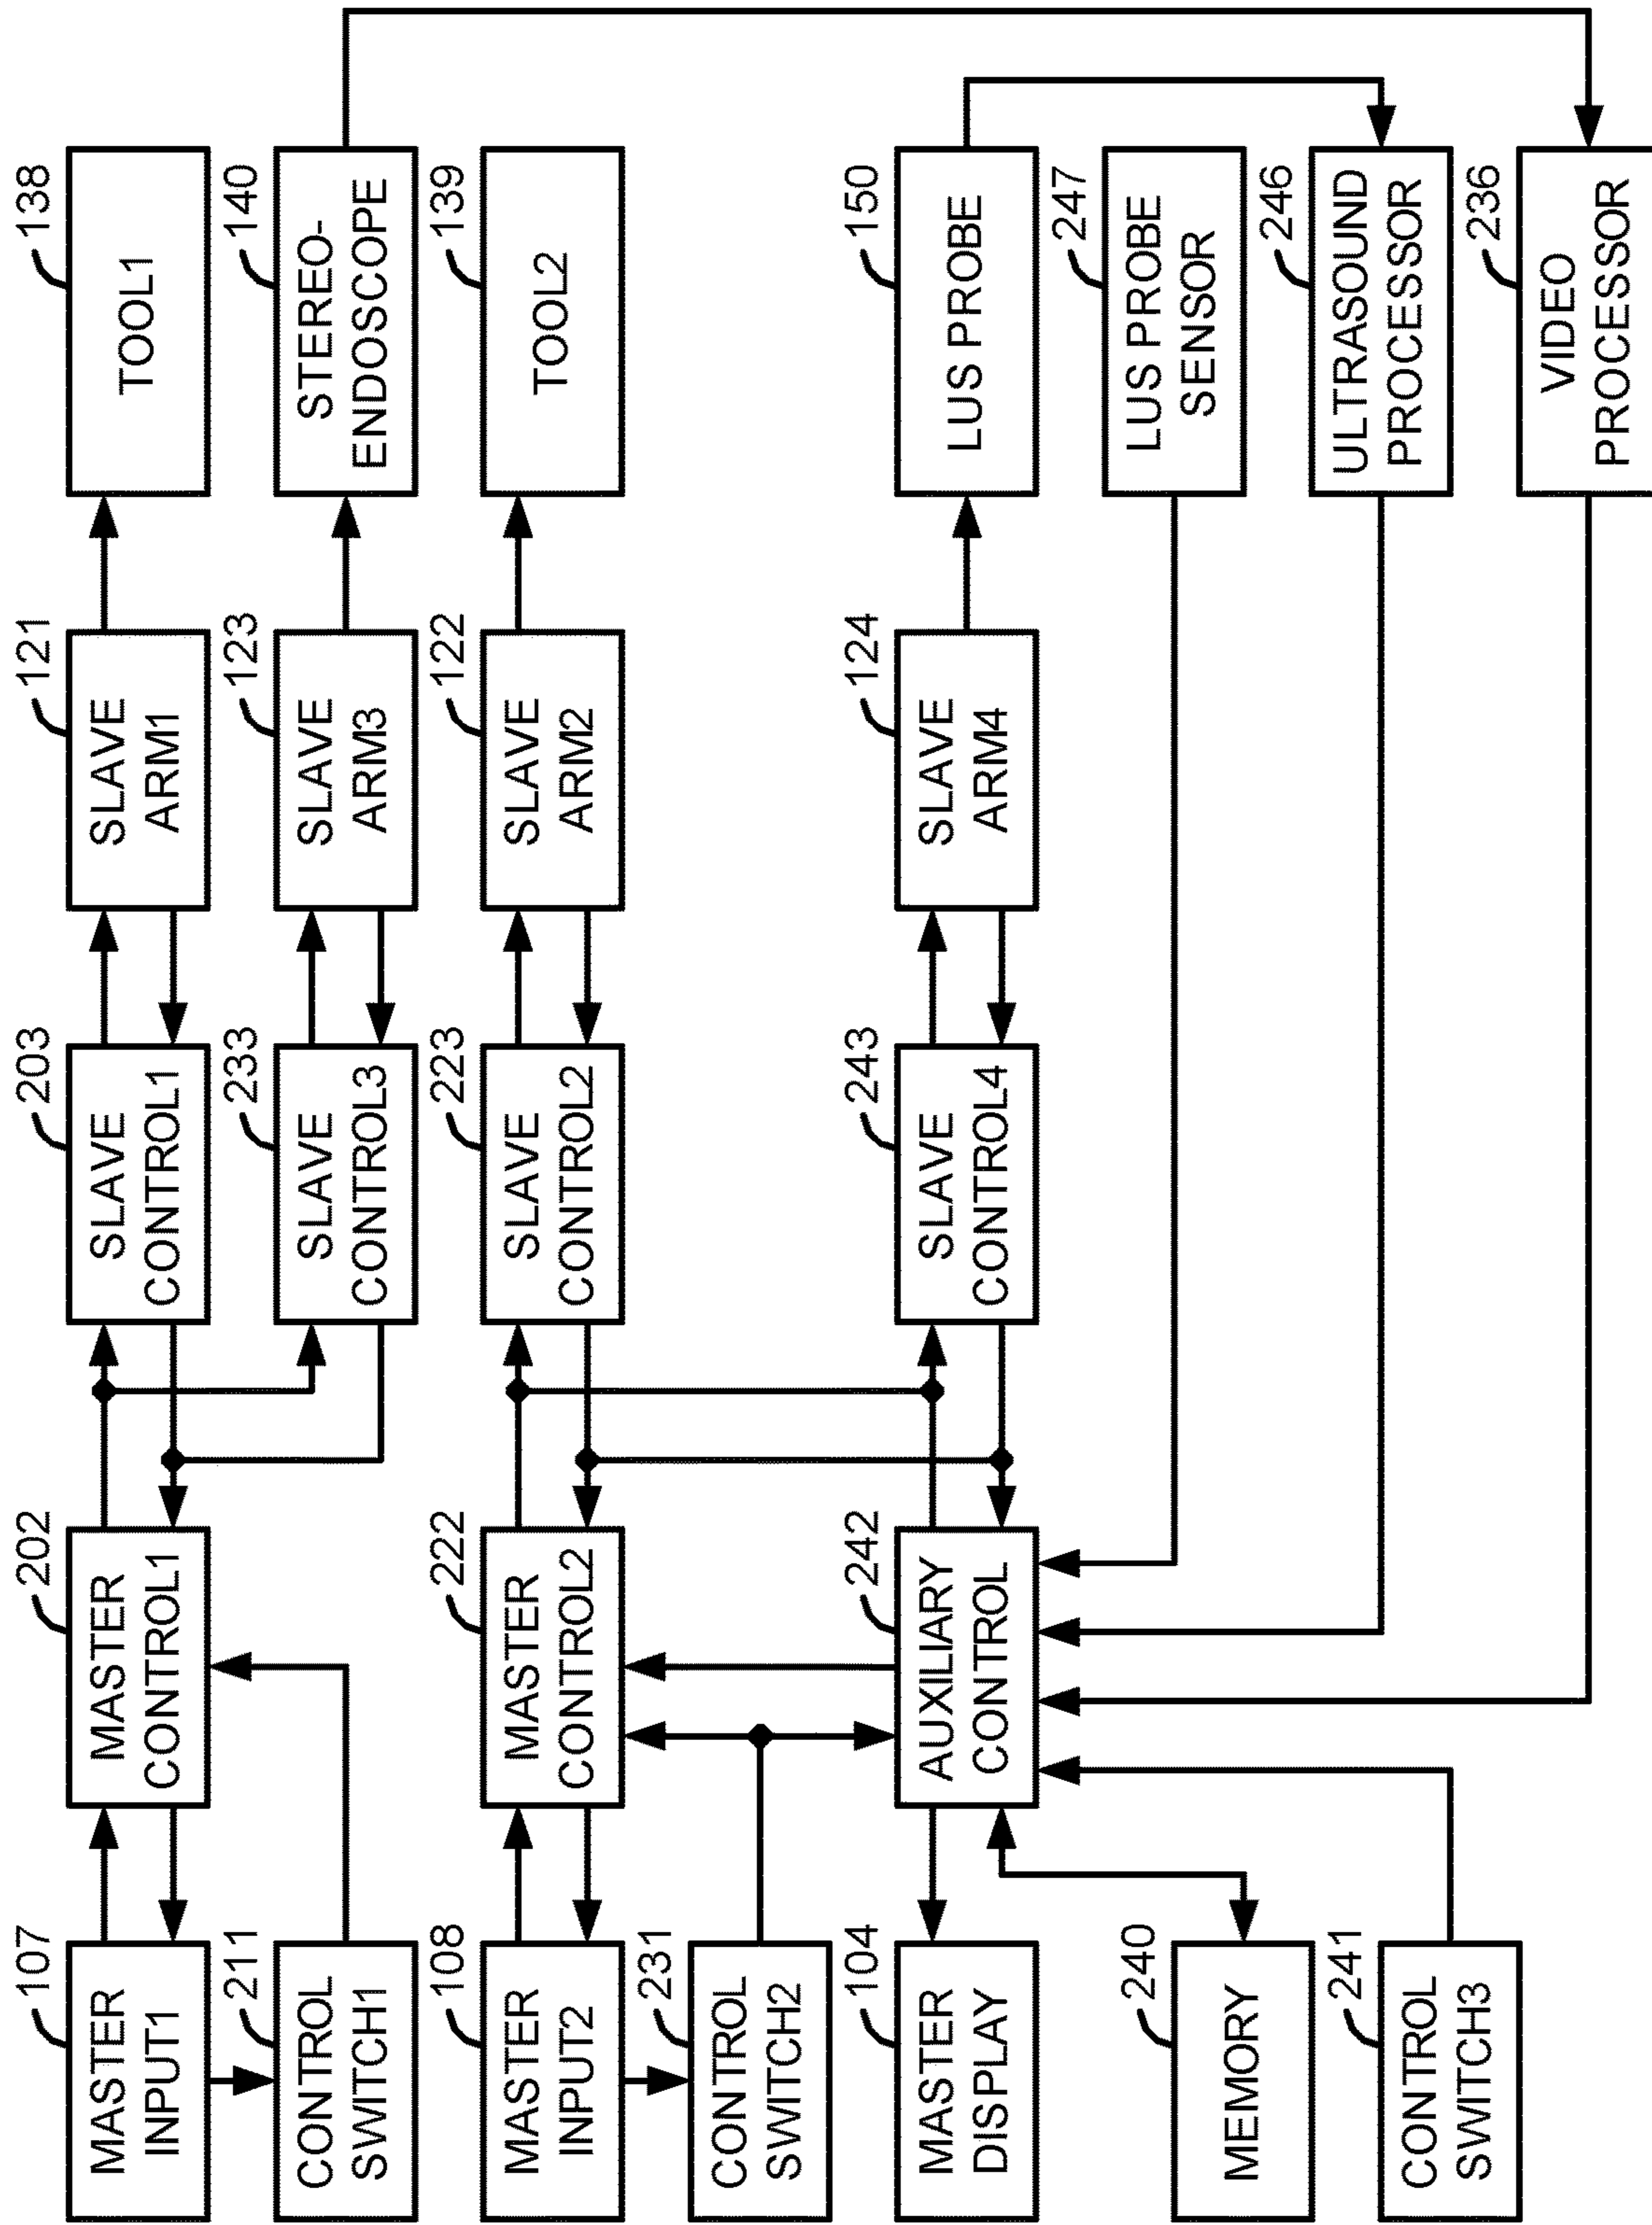 107
MASTER
INPUT1
202
MASTER
CONTROL1
203
SLAVE
CONTROL1
121
SLAVE
ARM1
138
TOOL1
211
CONTROL
SWITCH1
233
SLAVE
CONTROL3
123
SLAVE
ARM3
140
STEREO-
ENDOSCOPE
108
MASTER
INPUT2
222
MASTER
CONTROL2
223
SLAVE
CONTROL2
122
SLAVE
ARM2
139
TOOL2
231
CONTROL
SWITCH2
104
MASTER
DISPLAY
242
AUXILIARY
CONTROL
243
SLAVE
CONTROL4
124
SLAVE
ARM4
150
LUS PROBE
247
LUS PROBE
SENSOR
240
MEMORY
246
ULTRASOUND
PROCESSOR
241
CONTROL
SWITCH3
236
VIDEO
PROCESSOR